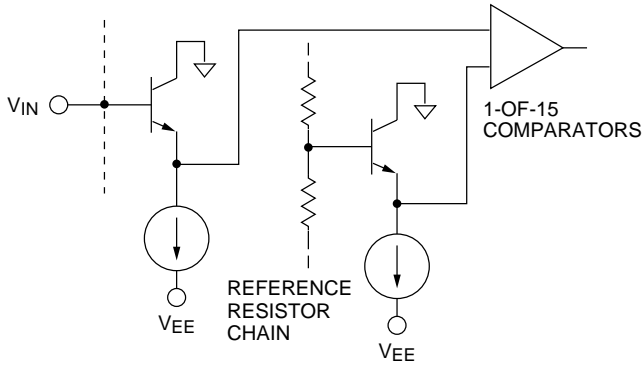 VIN
1-OF-15
COMPARATORS
REFERENCE
RESISTOR
CHAIN
VEE
VEE